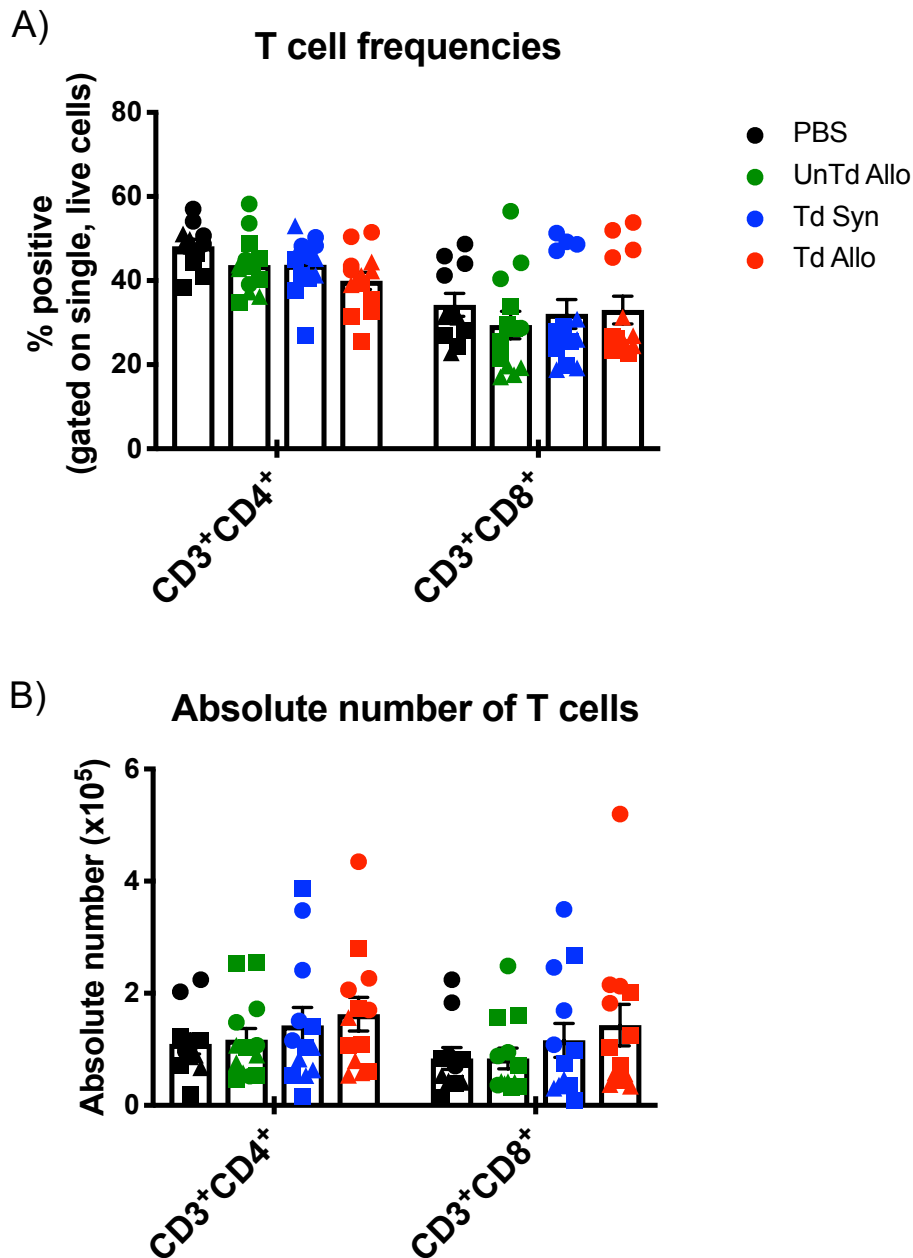 A)
T cell frequencies
% positive
(gated on single, live cells)
80
60
40
20
0
CD3⁺CD4⁺
CD3⁺CD8⁺
PBS
UnTd Allo
Td Syn
Td Allo
B)
Absolute number of T cells
Absolute number (x10⁵)
6
4
2
0
CD3⁺CD4⁺
CD3⁺CD8⁺